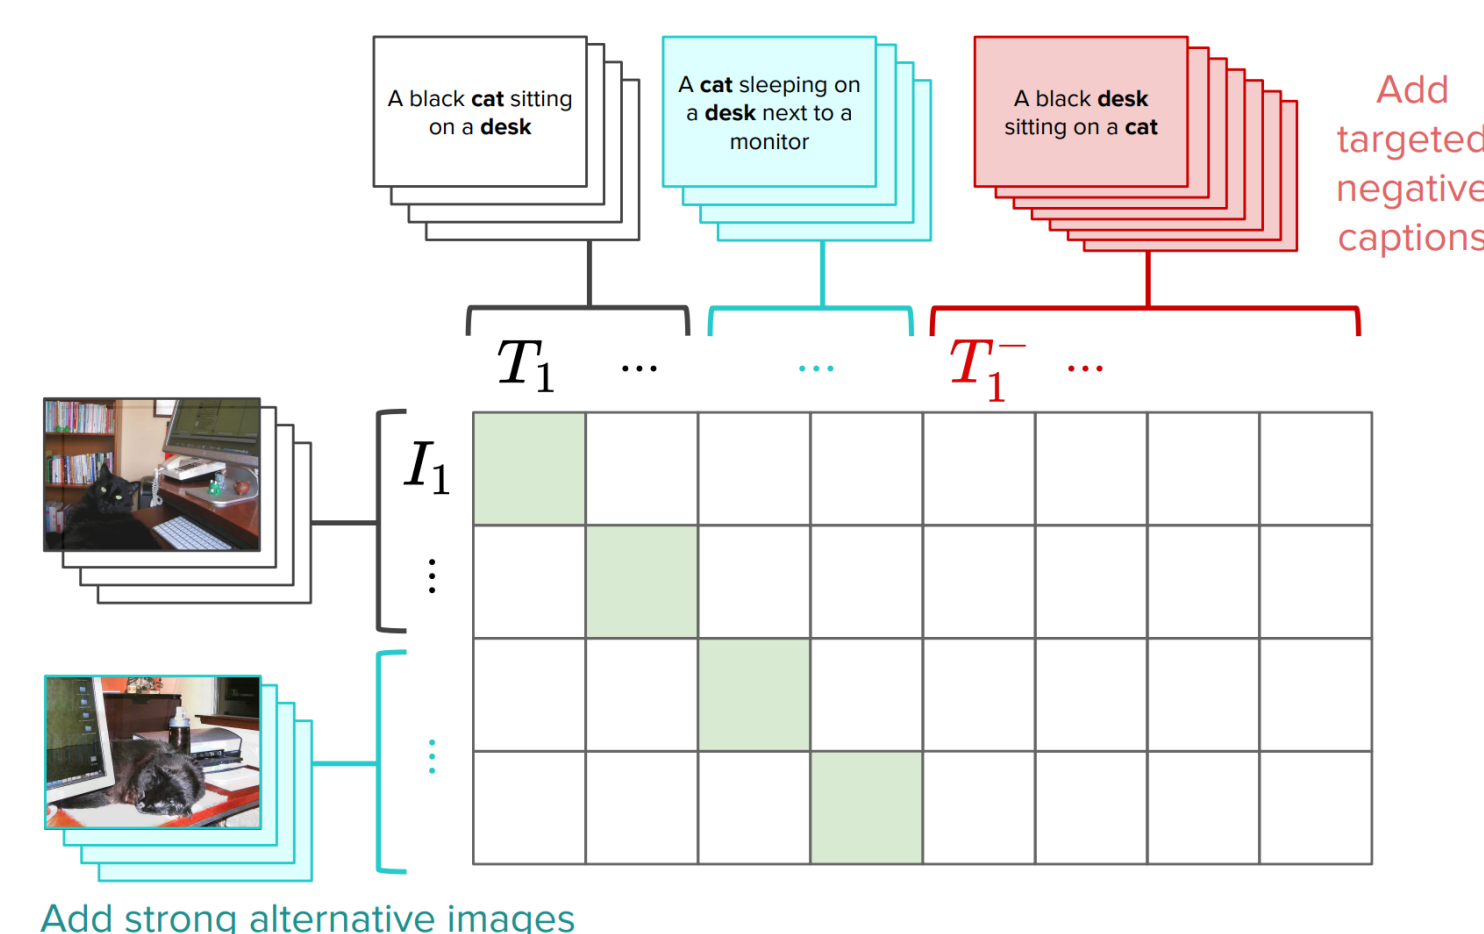 A black cat sitting
on a desk
A cat sleeping on
a desk next to a
monitor
A black desk
sitting on a cat
Add
targeted
negative
captions
T₁ ... ... T₁⁻ ...
I₁
⋮
⋮
Add strong alternative images